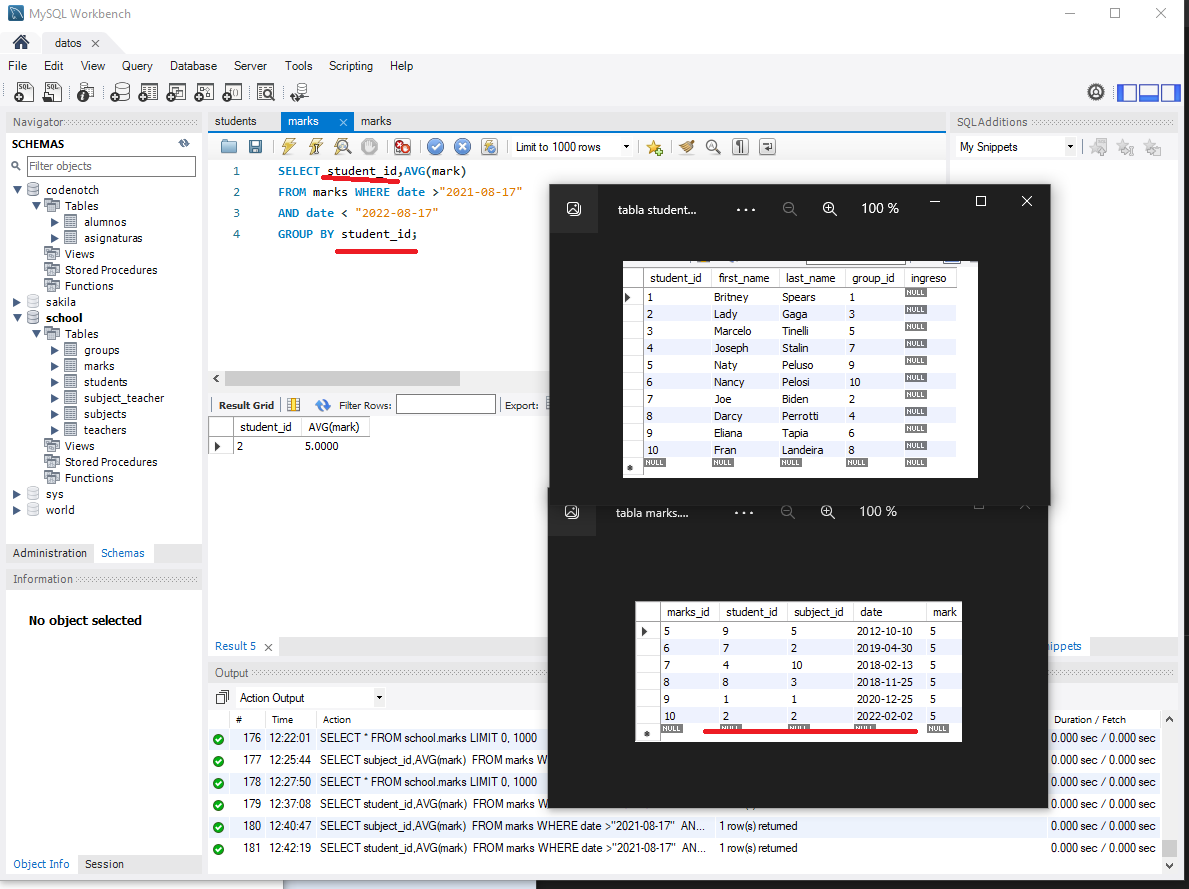 MySQL Workbench
datos
File Edit View Query Database Server Tools Scripting Help
Navigator
SCHEMAS
Filter objects
codenotch
Tables
alumnos
asignaturas
Views
Stored Procedures
Functions
sakila
school
Tables
groups
marks
students
subject_teacher
subjects
teachers
Views
Stored Procedures
Functions
sys
world
Administration Schemas
Information
No object selected
Object Info Session
students marks marks
Limit to 1000 rows
1 SELECT student_id,AVG(mark)
2 FROM marks WHERE date >"2021-08-17"
3 AND date < "2022-08-17"
4 GROUP BY student_id;
Result Grid Filter Rows: Export:
student_id AVG(mark)
2 5.0000
Result 5
SQLAdditions
My Snippets
tabla student... ... 100 %
student_id first_name last_name group_id ingreso
1 Britney Spears 1 NULL
2 Lady Gaga 3 NULL
3 Marcelo Tinelli 5 NULL
4 Joseph Stalin 7 NULL
5 Naty Peluso 9 NULL
6 Nancy Pelosi 10 NULL
7 Joe Biden 2 NULL
8 Darcy Perrotti 4 NULL
9 Eliana Tapia 6 NULL
10 Fran Landeira 8 NULL
NULL NULL NULL NULL NULL
tabla marks.... ... 100 %
marks_id student_id subject_id date mark
5 9 5 2012-10-10 5
6 7 2 2019-04-30 5
7 4 10 2018-02-13 5
8 8 3 2018-11-25 5
9 1 1 2020-12-25 5
10 2 2 2022-02-02 5
NULL NULL NULL NULL NULL
ippets
Output
Action Output
# Time Action Duration / Fetch
176 12:22:01 SELECT * FROM school.marks LIMIT 0, 1000 0.000 sec / 0.000 sec
177 12:25:44 SELECT subject_id,AVG(mark) FROM marks W 0.000 sec / 0.000 sec
178 12:27:50 SELECT * FROM school.marks LIMIT 0, 1000 0.000 sec / 0.000 sec
179 12:37:08 SELECT student_id,AVG(mark) FROM marks W 0.000 sec / 0.000 sec
180 12:40:47 SELECT subject_id,AVG(mark) FROM marks WHERE date >"2021-08-17" AN... 1 row(s) returned 0.000 sec / 0.000 sec
181 12:42:19 SELECT student_id,AVG(mark) FROM marks WHERE date >"2021-08-17" AN... 1 row(s) returned 0.000 sec / 0.000 sec